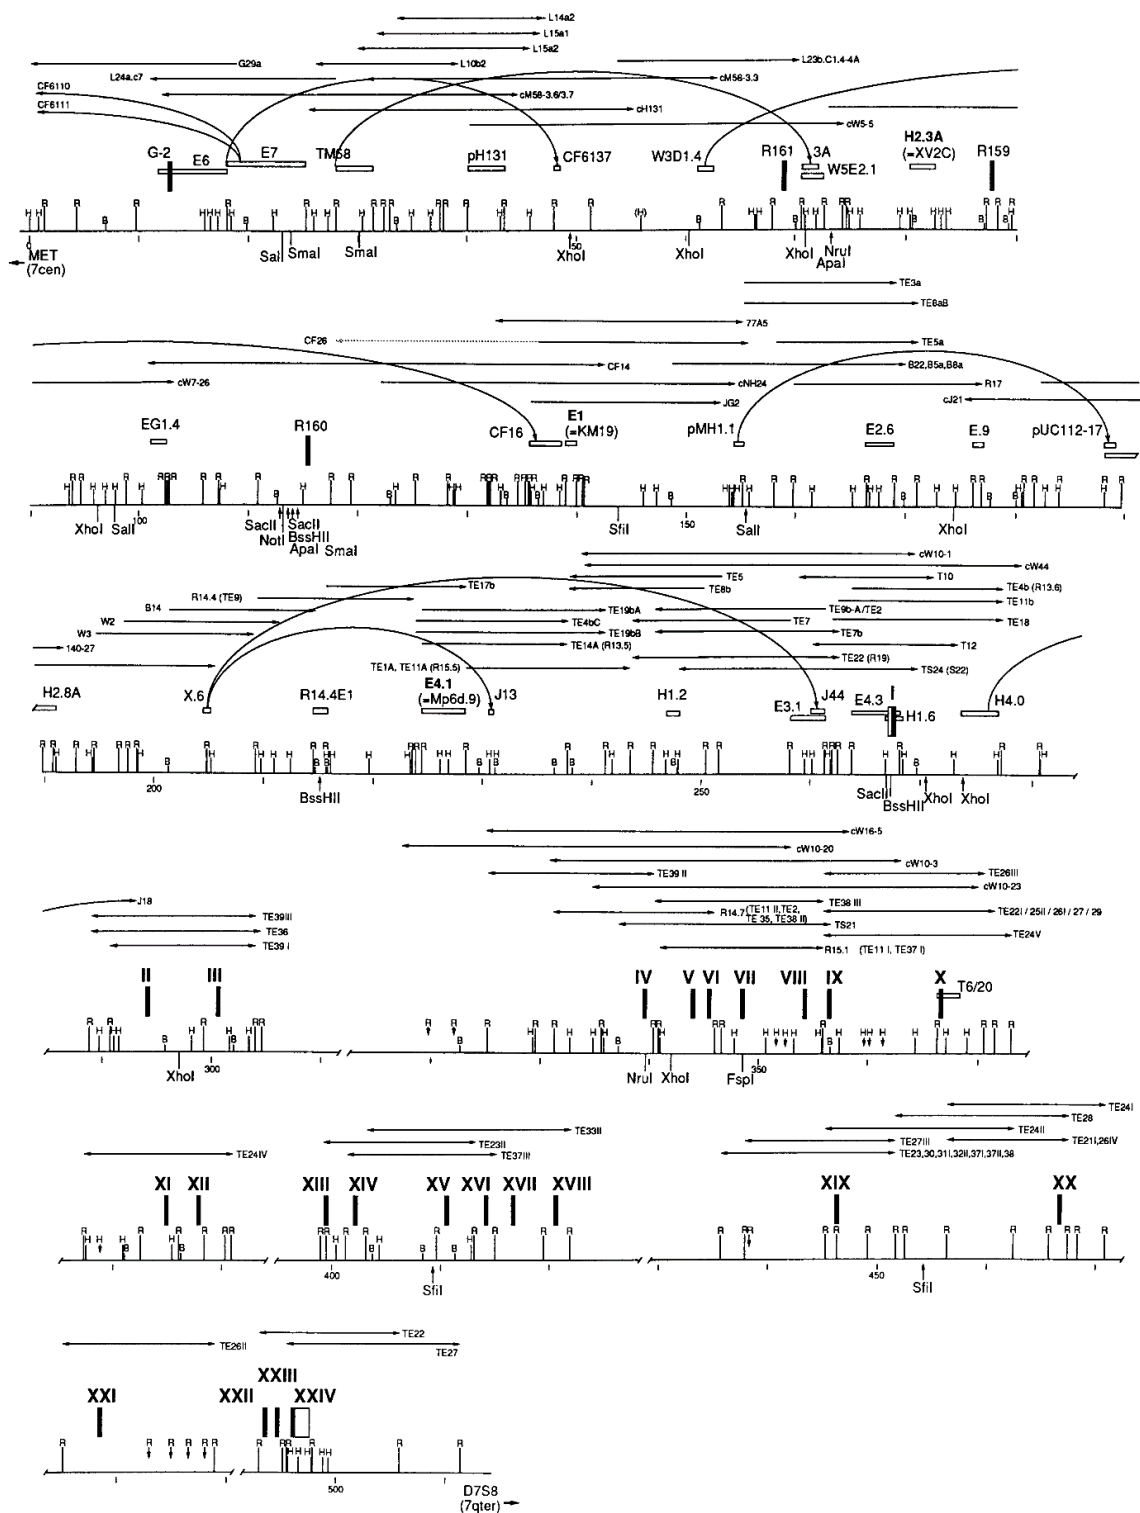 L14a2
L15a1
L15a2
G29a
L10b2
L23b.C1.4-4A
L24a.c7
cM58-3.3
CF6110
cM58-3.6/3.7
CF6111
cH131
cW5-5
G-2
E6
E7
TM58
pH131
CF6137
W3D1.4
R161
3A
W5E2.1
H2.3A
(=XV2C)
R159
0
50
MET
(7cen)
SalI
SmaI
SmaI
XhoI
XhoI
XhoI
NruI
ApaI
TE3a
TE8aB
77A5
CF26
TE5a
CF14
B22,B5a,B8a
cW7-26
cNH24
R17
JG2
cJ21
EG1.4
R160
CF16
E1
(=KM19)
pMH1.1
E2.6
E.9
pUC112-17
100
150
XhoI
SalI
SacII
NotI
SacII
BssHII
ApaI
SmaI
SfiI
SalI
XhoI
cW10-1
cW44
TE17b
TE5
T10
TE8b
TE4b (R13.6)
R14.4 (TE9)
TE11b
B14
TE19bA
TE9b-A/TE2
W2
TE4bC
TE7
TE18
W3
TE19bB
TE7b
140-27
TE14A (R13.5)
T12
TE1A, TE11A (R15.5)
TE22 (R19)
TS24 (S22)
H2.8A
X.6
R14.4E1
E4.1
(=Mp6d.9)
J13
H1.2
E3.1
J44
E4.3
I
H1.6
H4.0
200
250
BssHII
SacII
BssHII
XhoI
XhoI
cW16-5
cW10-20
cW10-3
TE39 II
TE26III
cW10-23
J18
TE39III
TE38 III
R14.7 (TE11 II,TE2,
TE 35, TE38 II)
TE22I / 25II / 26I / 27 / 29
TE36
TS21
TE24V
TE39 I
R15.1 (TE11 I, TE37 I)
II
III
IV
V
VI
VII
VIII
IX
X
T6/20
300
350
XhoI
NruI
XhoI
FspI
TE24I
TE33II
TE28
TE24II
TE23II
TE27III
TE21I,26IV
TE24IV
TE37III
TE23,30,31I,32II,37I,37II,38
XI
XII
XIII
XIV
XV
XVI
XVII
XVIII
XIX
XX
400
450
SfiI
SfiI
TE22
TE26II
TE27
XXI
XXII
XXIII
XXIV
500
D7S8
(7qter)